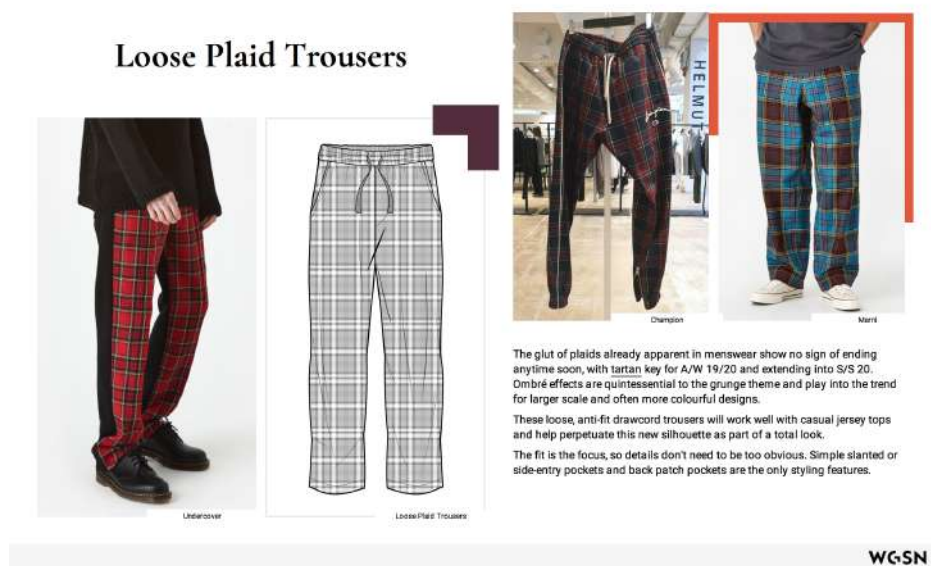 Loose Plaid Trousers
HELMUT
Undercover
Loose Plaid Trousers
Champion
Marni
The glut of plaids already apparent in menswear show no sign of ending
anytime soon, with tartan key for A/W 19/20 and extending into S/S 20.
Ombré effects are quintessential to the grunge theme and play into the trend
for larger scale and often more colourful designs.
These loose, anti-fit drawcord trousers will work well with casual jersey tops
and help perpetuate this new silhouette as part of a total look.
The fit is the focus, so details don't need to be too obvious. Simple slanted or
side-entry pockets and back patch pockets are the only styling features.
WGSN